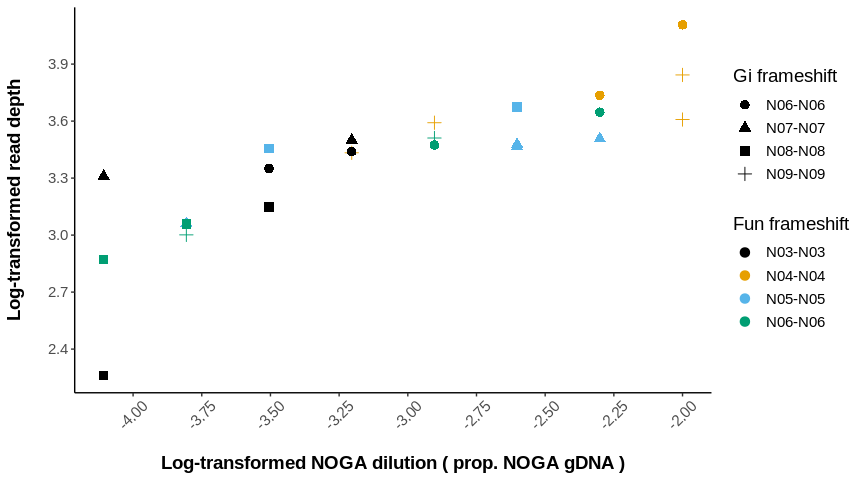 Log-transformed read depth
3.9
3.6
3.3
3.0
2.7
2.4
-4.00
-3.75
-3.50
-3.25
-3.00
-2.75
-2.50
-2.25
-2.00
Log-transformed NOGA dilution ( prop. NOGA gDNA )
Gi frameshift
N06-N06
N07-N07
N08-N08
N09-N09
Fun frameshift
N03-N03
N04-N04
N05-N05
N06-N06